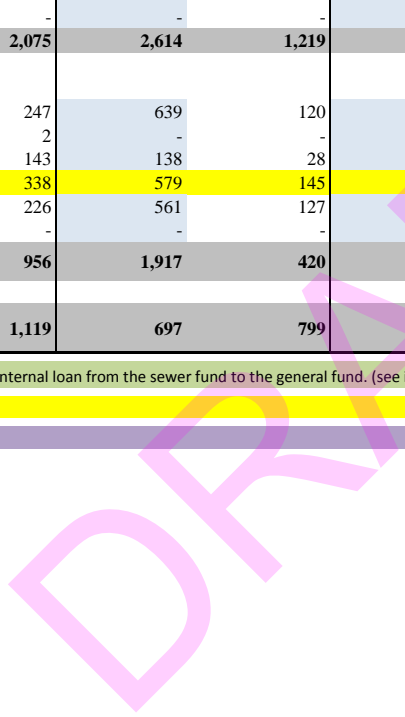 - - -
2,075 2,614 1,219
247 639 120
2 - -
143 138 28
338 579 145
226 561 127
- - -
956 1,917 420
1,119 697 799
nternal loan from the sewer fund to the general fund. (see
DRA